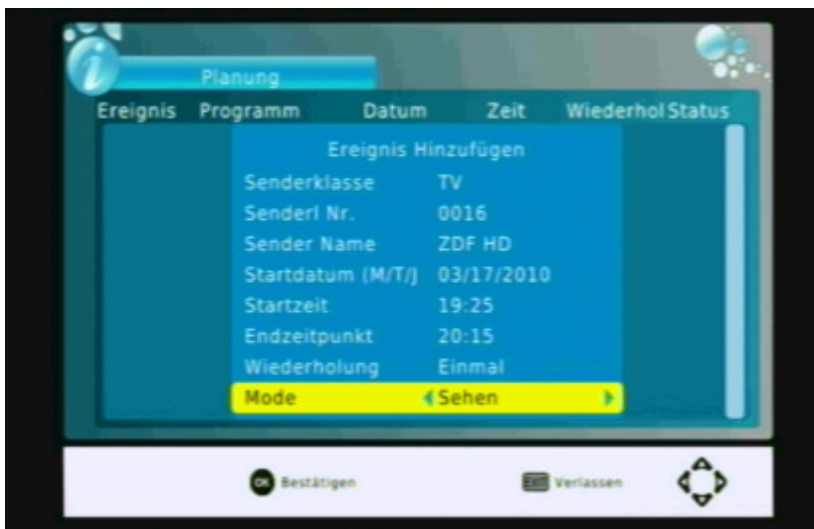 Planung
Ereignis Programm Datum Zeit Wiederhol Status
Ereignis Hinzufügen
Senderklasse TV
Senderl Nr. 0016
Sender Name ZDF HD
Startdatum (M/T/J 03/17/2010
Startzeit 19:25
Endzeitpunkt 20:15
Wiederholung Einmal
Mode Sehen
OK Bestätigen EXIT Verlassen